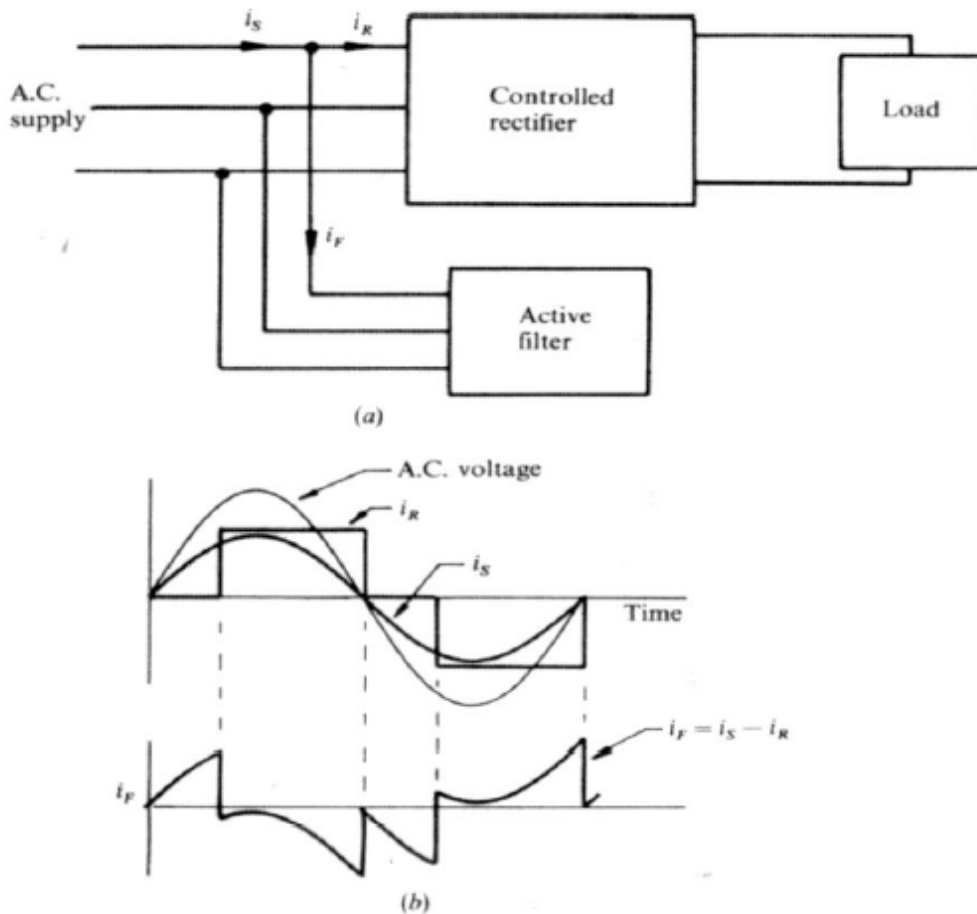 i_S
i_R
A.C.
supply
Controlled
rectifier
Load
i_F
Active
filter
(a)
A.C. voltage
i_R
i_S
Time
i_F = i_S − i_R
i_F
(b)